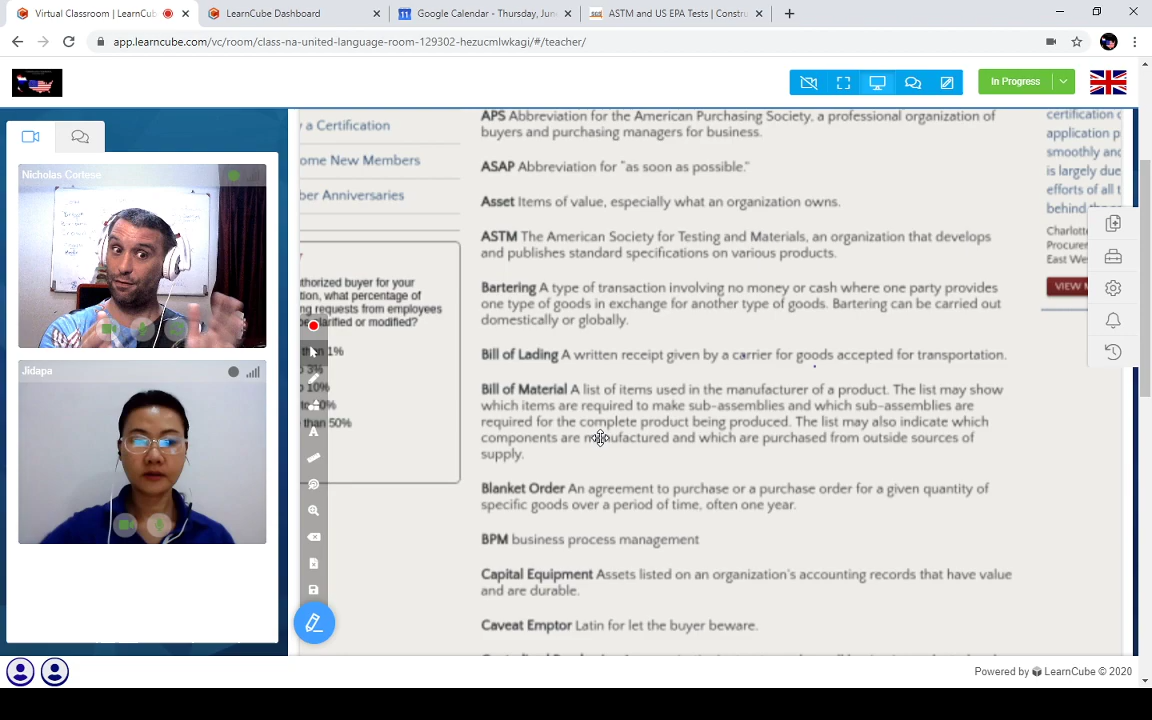 Virtual Classroom | LearnCub
LearnCube Dashboard
Google Calendar - Thursday, Jun
ASTM and US EPA Tests | Constru
app.learncube.com/vc/room/class-na-united-language-room-129302-hezucmlwkagi/#/teacher/
In Progress
Nicholas Cortese
Jidapa
a Certification
ome New Members
ber Anniversaries
thorized buyer for your
tion, what percentage of
ng requests from employees
be clarified or modified?
than 1%
3%
10%
than 50%
APS Abbreviation for the American Purchasing Society, a professional organization of
buyers and purchasing managers for business.
ASAP Abbreviation for "as soon as possible."
Asset Items of value, especially what an organization owns.
ASTM The American Society for Testing and Materials, an organization that develops
and publishes standard specifications on various products.
Bartering A type of transaction involving no money or cash where one party provides
one type of goods in exchange for another type of goods. Bartering can be carried out
domestically or globally.
Bill of Lading A written receipt given by a carrier for goods accepted for transportation.
Bill of Material A list of items used in the manufacturer of a product. The list may show
which items are required to make sub-assemblies and which sub-assemblies are
required for the complete product being produced. The list may also indicate which
components are manufactured and which are purchased from outside sources of
supply.
Blanket Order An agreement to purchase or a purchase order for a given quantity of
specific goods over a period of time, often one year.
BPM business process management
Capital Equipment Assets listed on an organization's accounting records that have value
and are durable.
Caveat Emptor Latin for let the buyer beware.
certification
application p
smoothly and
is largely due
efforts of all t
behind
Charlotte
Procure
East We
VIEW M
Powered by LearnCube © 2020